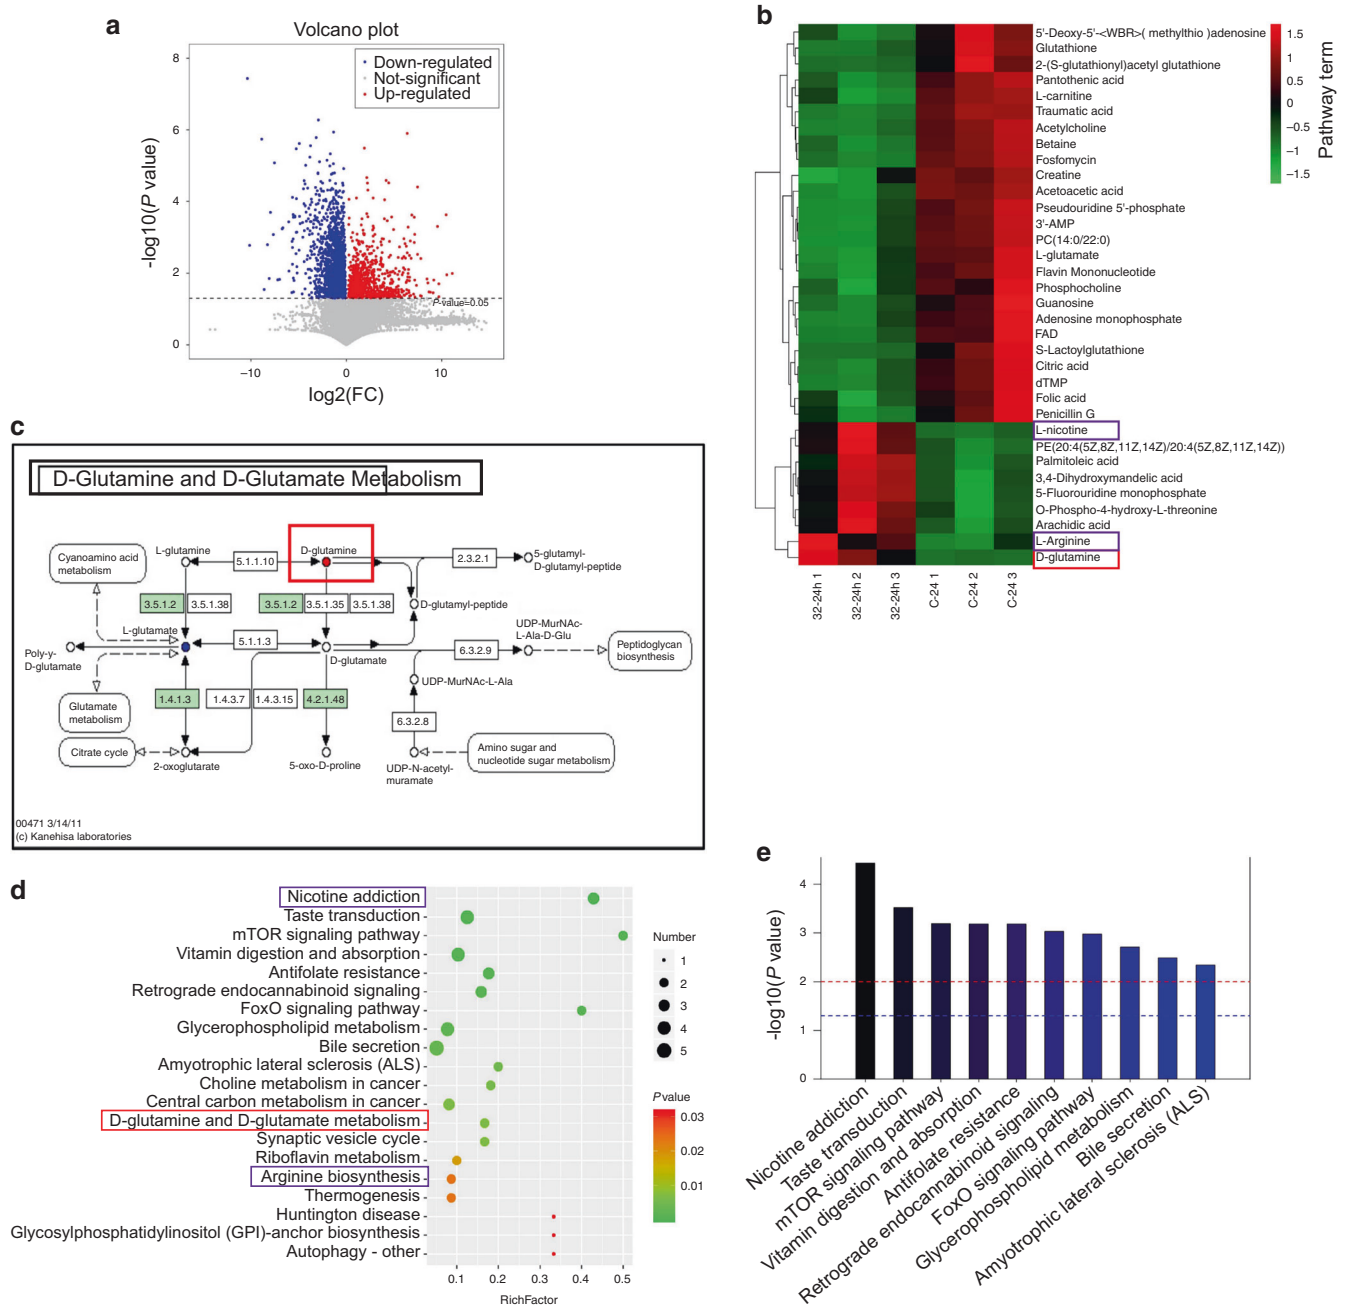 a
Volcano plot
Down-regulated
Not-significant
Up-regulated
8
6
4
2
0
-log10(P value)
P-value=0.05
−10
0
10
log2(FC)
b
5'-Deoxy-5'-<WBR>( methylthio )adenosine
Glutathione
2-(S-glutathionyl)acetyl glutathione
Pantothenic acid
L-carnitine
Traumatic acid
Acetylcholine
Betaine
Fosfomycin
Creatine
Acetoacetic acid
Pseudouridine 5'-phosphate
3'-AMP
PC(14:0/22:0)
L-glutamate
Flavin Mononucleotide
Phosphocholine
Guanosine
Adenosine monophosphate
FAD
S-Lactoylglutathione
Citric acid
dTMP
Folic acid
Penicillin G
L-nicotine
PE(20:4(5Z,8Z,11Z,14Z)/20:4(5Z,8Z,11Z,14Z))
Palmitoleic acid
3,4-Dihydroxymandelic acid
5-Fluorouridine monophosphate
O-Phospho-4-hydroxy-L-threonine
Arachidic acid
L-Arginine
D-glutamine
32-24h 1
32-24h 2
32-24h 3
C-24 1
C-24 2
C-24 3
1.5
1
0.5
0
−0.5
−1
−1.5
Pathway term
c
D-Glutamine and D-Glutamate Metabolism
Cyanoamino acid
metabolism
L-glutamine
5.1.1.10
D-glutamine
2.3.2.1
5-glutamyl-
D-glutamyl-peptide
3.5.1.2
3.5.1.38
3.5.1.2
3.5.1.35
3.5.1.38
D-glutamyl-peptide
L-glutamate
5.1.1.3
D-glutamate
UDP-MurNAc-
L-Ala-D-Glu
6.3.2.9
Peptidoglycan
biosynthesis
Poly-y-
D-glutamate
UDP-MurNAc-L-Ala
Glutamate
metabolism
1.4.1.3
1.4.3.7
1.4.3.15
4.2.1.48
6.3.2.8
Citrate cycle
2-oxoglutarate
5-oxo-D-proline
UDP-N-acetyl-
muramate
Amino sugar and
nucleotide sugar metabolism
00471 3/14/11
(c) Kanehisa laboratories
d
Nicotine addiction
Taste transduction
mTOR signaling pathway
Vitamin digestion and absorption
Antifolate resistance
Retrograde endocannabinoid signaling
FoxO signaling pathway
Glycerophospholipid metabolism
Bile secretion
Amyotrophic lateral sclerosis (ALS)
Choline metabolism in cancer
Central carbon metabolism in cancer
D-glutamine and D-glutamate metabolism
Synaptic vesicle cycle
Riboflavin metabolism
Arginine biosynthesis
Thermogenesis
Huntington disease
Glycosylphosphatidylinositol (GPI)-anchor biosynthesis
Autophagy - other
0.1
0.2
0.3
0.4
0.5
RichFactor
Number
1
2
3
4
5
Pvalue
0.03
0.02
0.01
e
4
3
2
1
0
-log10(P value)
Nicotine addiction
Taste transduction
mTOR signaling pathway
Vitamin digestion and absorption
Antifolate resistance
Retrograde endocannabinoid signaling
FoxO signaling pathway
Glycerophospholipid metabolism
Bile secretion
Amyotrophic lateral sclerosis (ALS)